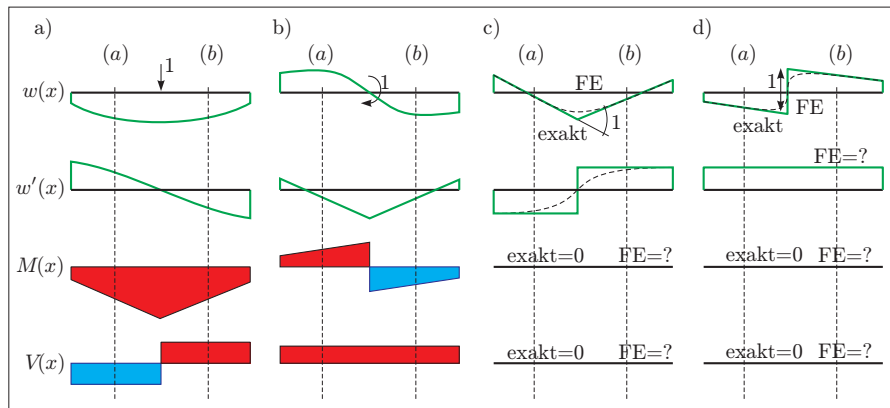 a) b) c) d)
(a) (b) (a) (b) (a) (b) (a) (b)
1
w(x) 1 FE 1
exakt 1 exakt FE
w′(x) FE=?
M(x) exakt=0 FE=? exakt=0 FE=?
V(x) exakt=0 FE=? exakt=0 FE=?